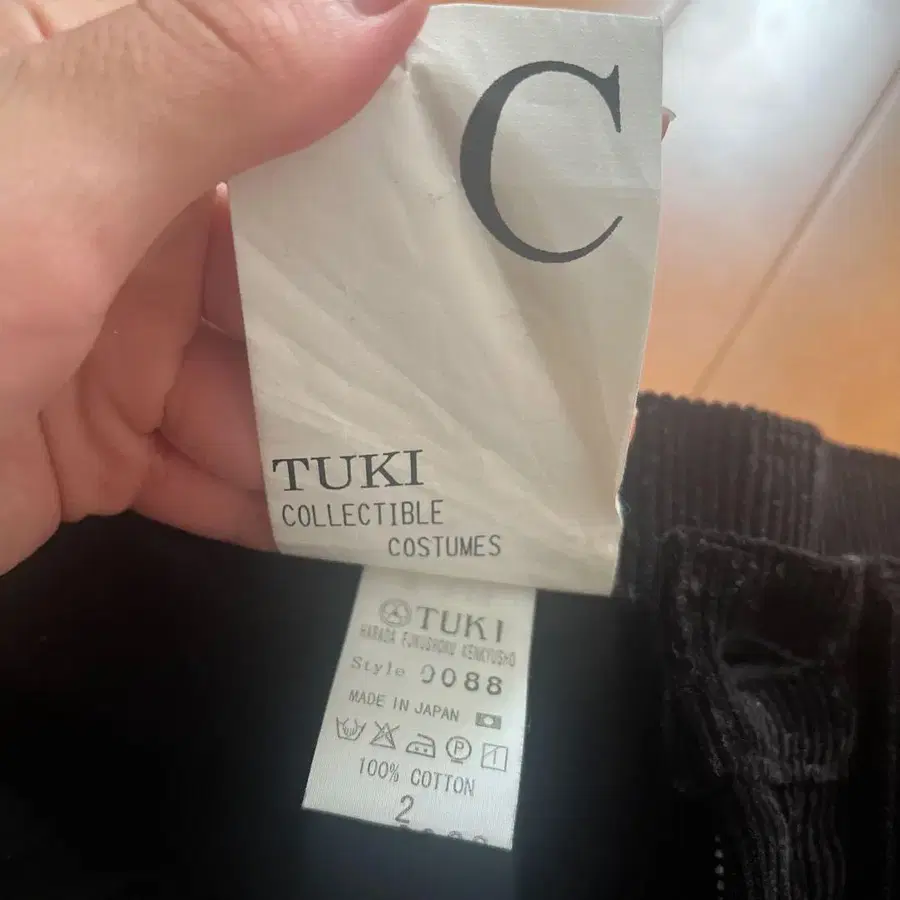 C
TUKI
COLLECTIBLE
COSTUMES
TUKI
HARADA FUKUSHOKU KENKYUSHO
Style 0088
MADE IN JAPAN
P
100% COTTON
2